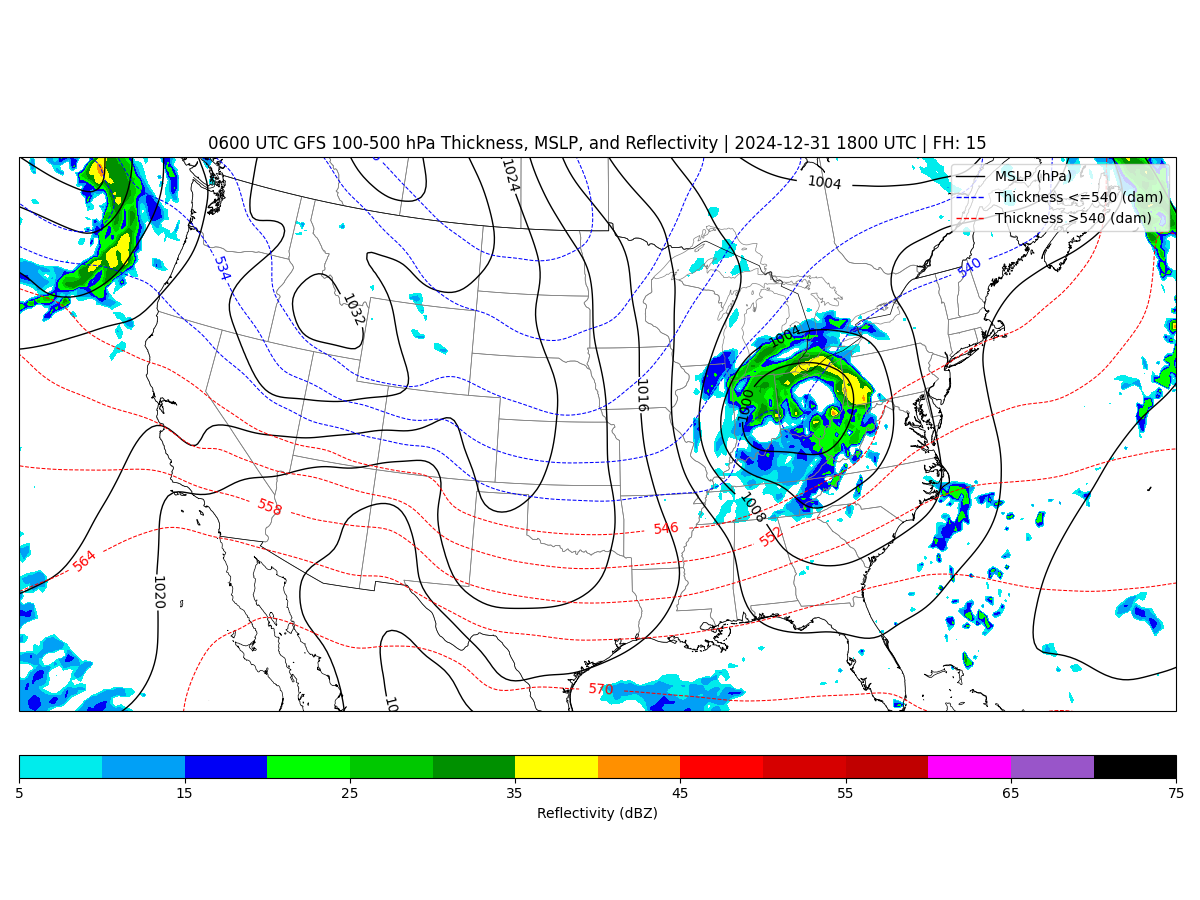 0600 UTC GFS 100-500 hPa Thickness, MSLP, and Reflectivity | 2024-12-31 1800 UTC | FH: 15
MSLP (hPa)
Thickness <=540 (dam)
Thickness >540 (dam)
1024
1004
534
540
1032
1004
1016
558
546
1008
552
564
1020
570
5 15 25 35 45 55 65 75
Reflectivity (dBZ)